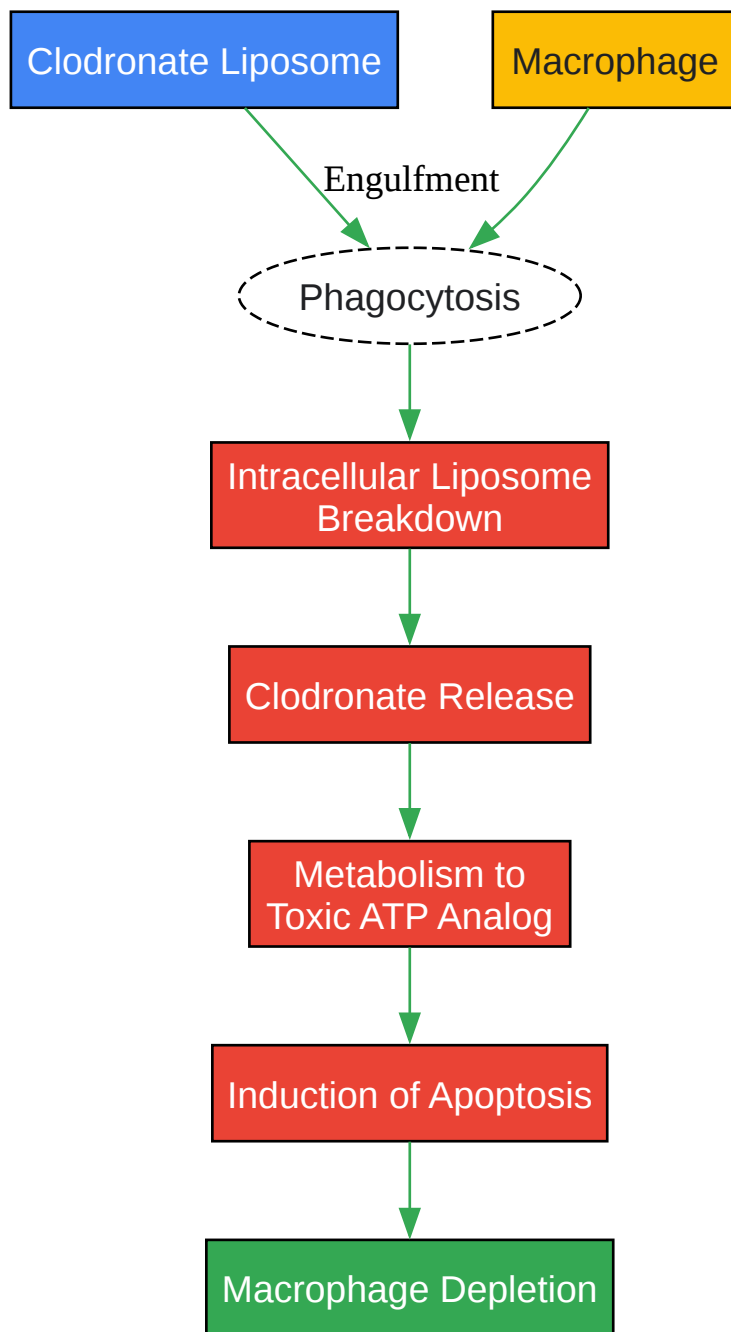 Clodronate Liposome
Macrophage
Engulfment
Phagocytosis
Intracellular Liposome
Breakdown
Clodronate Release
Metabolism to
Toxic ATP Analog
Induction of Apoptosis
Macrophage Depletion